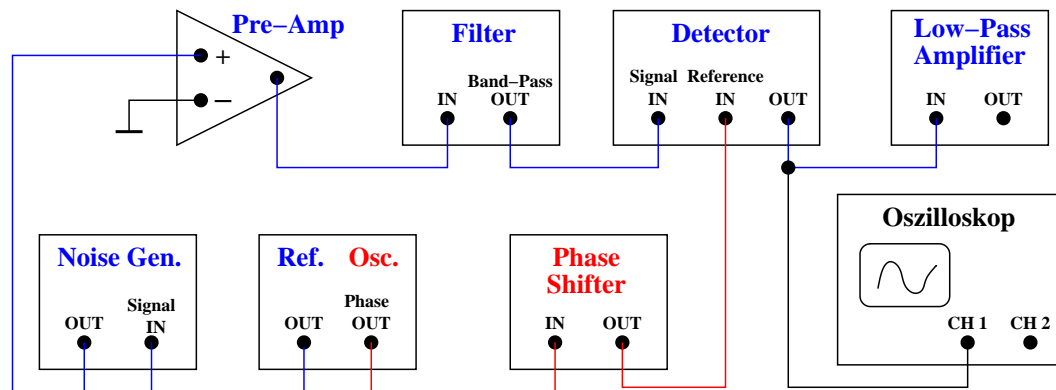 Pre–Amp
+
–
Filter
Band–Pass
IN OUT
Detector
Signal Reference
IN IN OUT
Low–Pass
Amplifier
IN OUT
Noise Gen.
Signal
OUT IN
Ref. Osc.
Phase
OUT OUT
Phase
Shifter
IN OUT
Oszilloskop
CH 1 CH 2